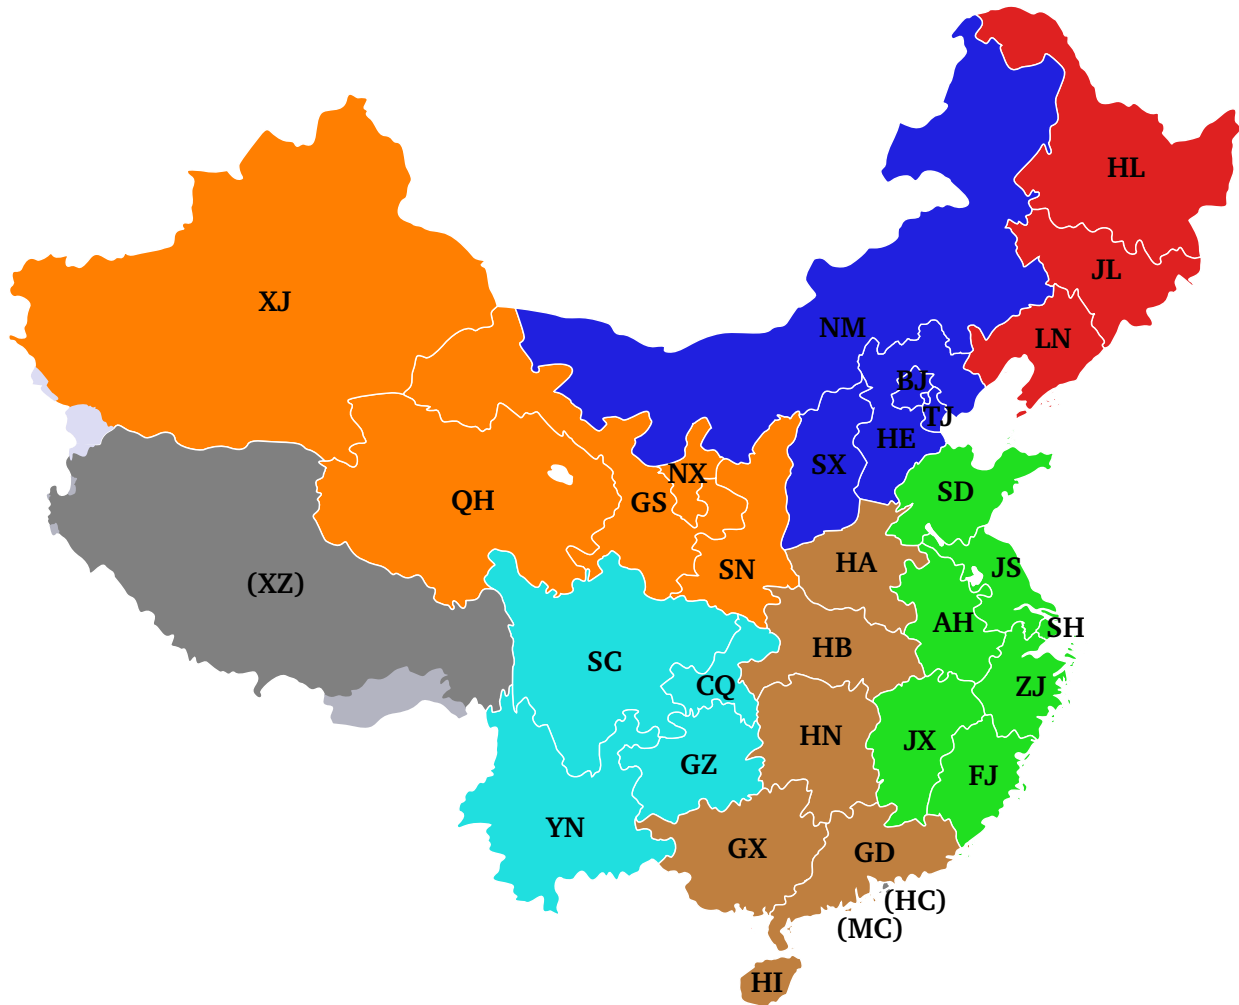 HL
JL
XJ
NM
LN
BJ
TJ
HE
SX
NX
SD
QH
GS
HA
JS
SN
(XZ)
AH
SH
HB
SC
CQ
ZJ
HN
JX
GZ
FJ
YN
GX
GD
(HC)
(MC)
HI